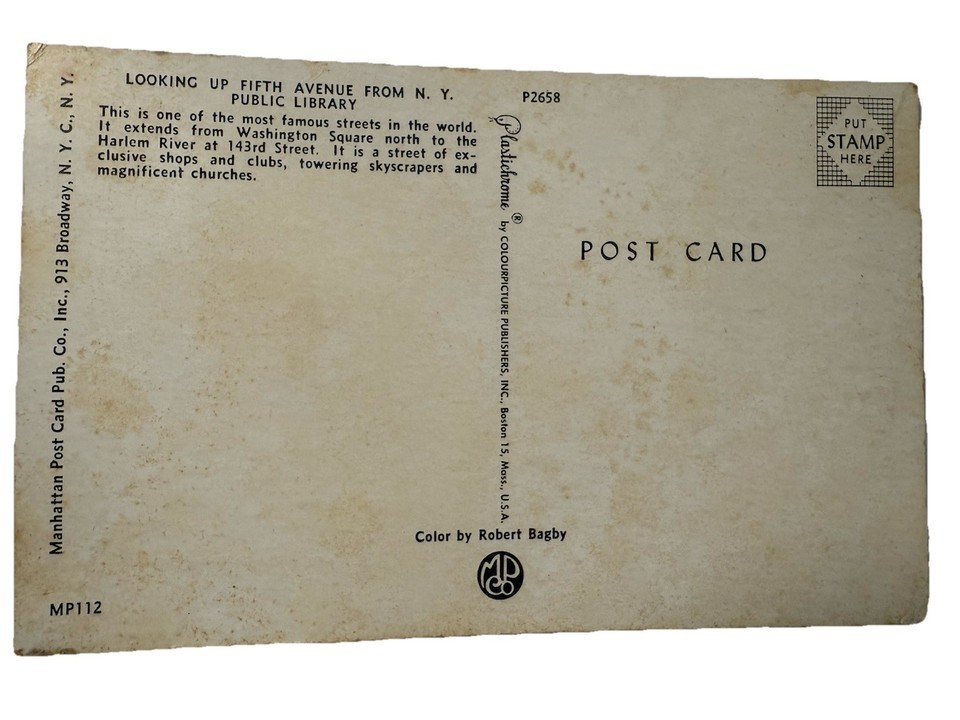 LOOKING UP FIFTH AVENUE FROM N. Y.
PUBLIC LIBRARY
This is one of the most famous streets in the world.
It extends from Washington Square north to the
Harlem River at 143rd Street. It is a street of ex-
clusive shops and clubs, towering skyscrapers and
magnificent churches.
Manhattan Post Card Pub. Co., Inc., 913 Broadway, N. Y. C., N. Y.
MP112
P2658
Plastichrome ® by COLOURPICTURE PUBLISHERS, INC., Boston 15, Mass., U.S.A.
Color by Robert Bagby
MP
Co
PUT
STAMP
HERE
POST CARD